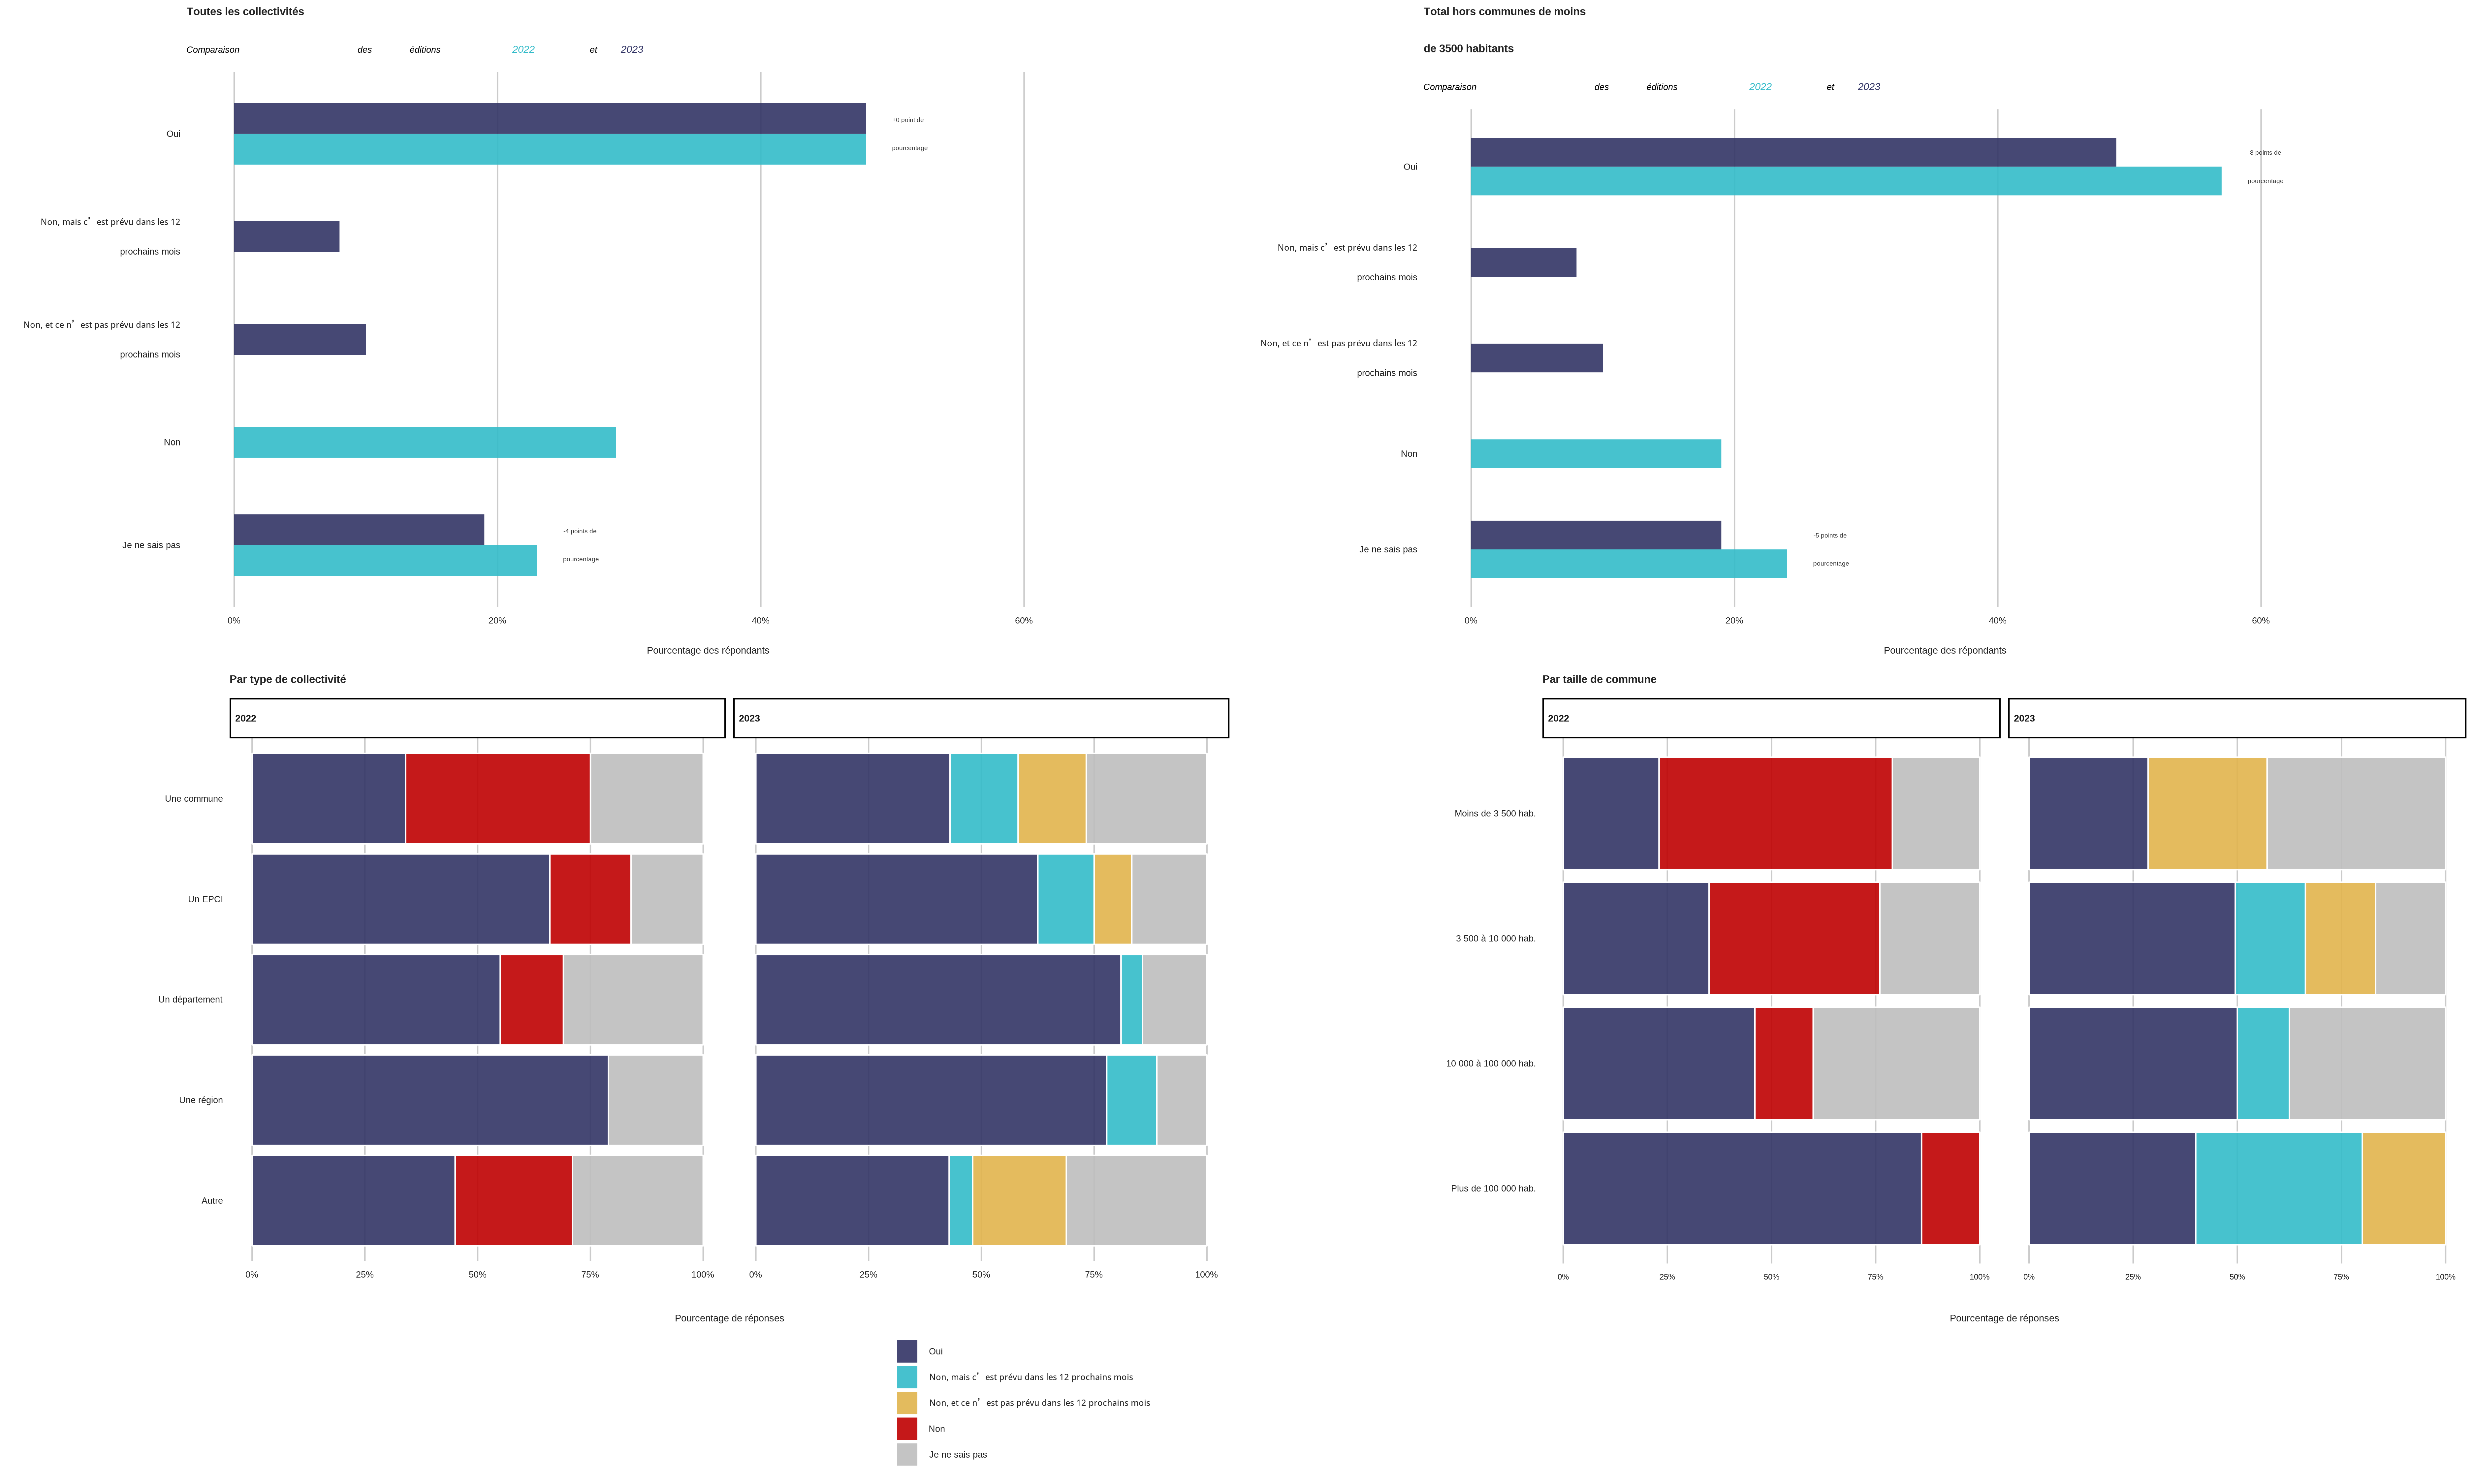 Toutes les collectivités
Comparaison des éditions 2022 et 2023
Oui
+0 point de
pourcentage
Non, mais c’est prévu dans les 12
prochains mois
Non, et ce n’est pas prévu dans les 12
prochains mois
Non
Je ne sais pas
-4 points de
pourcentage
0% 20% 40% 60%
Pourcentage des répondants
Total hors communes de moins
de 3500 habitants
Comparaison des éditions 2022 et 2023
Oui
-8 points de
pourcentage
Non, mais c’est prévu dans les 12
prochains mois
Non, et ce n’est pas prévu dans les 12
prochains mois
Non
Je ne sais pas
-5 points de
pourcentage
0% 20% 40% 60%
Pourcentage des répondants
Par type de collectivité
2022 2023
Une commune
Un EPCI
Un département
Une région
Autre
0% 25% 50% 75% 100% 0% 25% 50% 75% 100%
Pourcentage de réponses
Par taille de commune
2022 2023
Moins de 3 500 hab.
3 500 à 10 000 hab.
10 000 à 100 000 hab.
Plus de 100 000 hab.
0% 25% 50% 75% 100% 0% 25% 50% 75% 100%
Pourcentage de réponses
Oui
Non, mais c’est prévu dans les 12 prochains mois
Non, et ce n’est pas prévu dans les 12 prochains mois
Non
Je ne sais pas